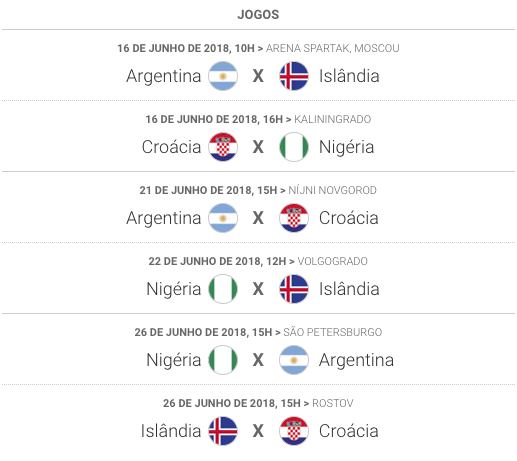 JOGOS
16 DE JUNHO DE 2018, 10H > ARENA SPARTAK, MOSCOU
Argentina X Islândia
16 DE JUNHO DE 2018, 16H > KALININGRADO
Croácia X Nigéria
21 DE JUNHO DE 2018, 15H > NÍJNI NOVGOROD
Argentina X Croácia
22 DE JUNHO DE 2018, 12H > VOLGOGRADO
Nigéria X Islândia
26 DE JUNHO DE 2018, 15H > SÃO PETERSBURGO
Nigéria X Argentina
26 DE JUNHO DE 2018, 15H > ROSTOV
Islândia X Croácia